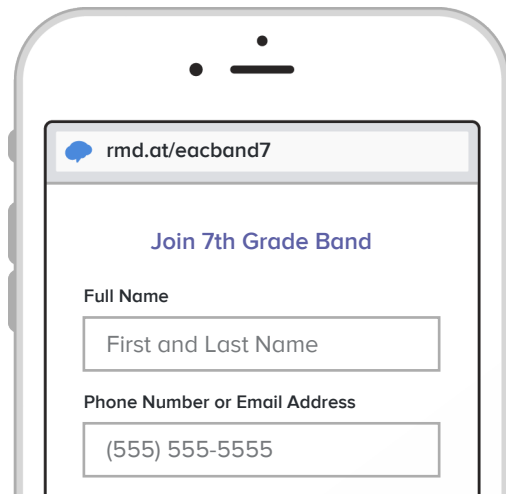 rmd.at/eacband7
Join 7th Grade Band
Full Name
First and Last Name
Phone Number or Email Address
(555) 555-5555